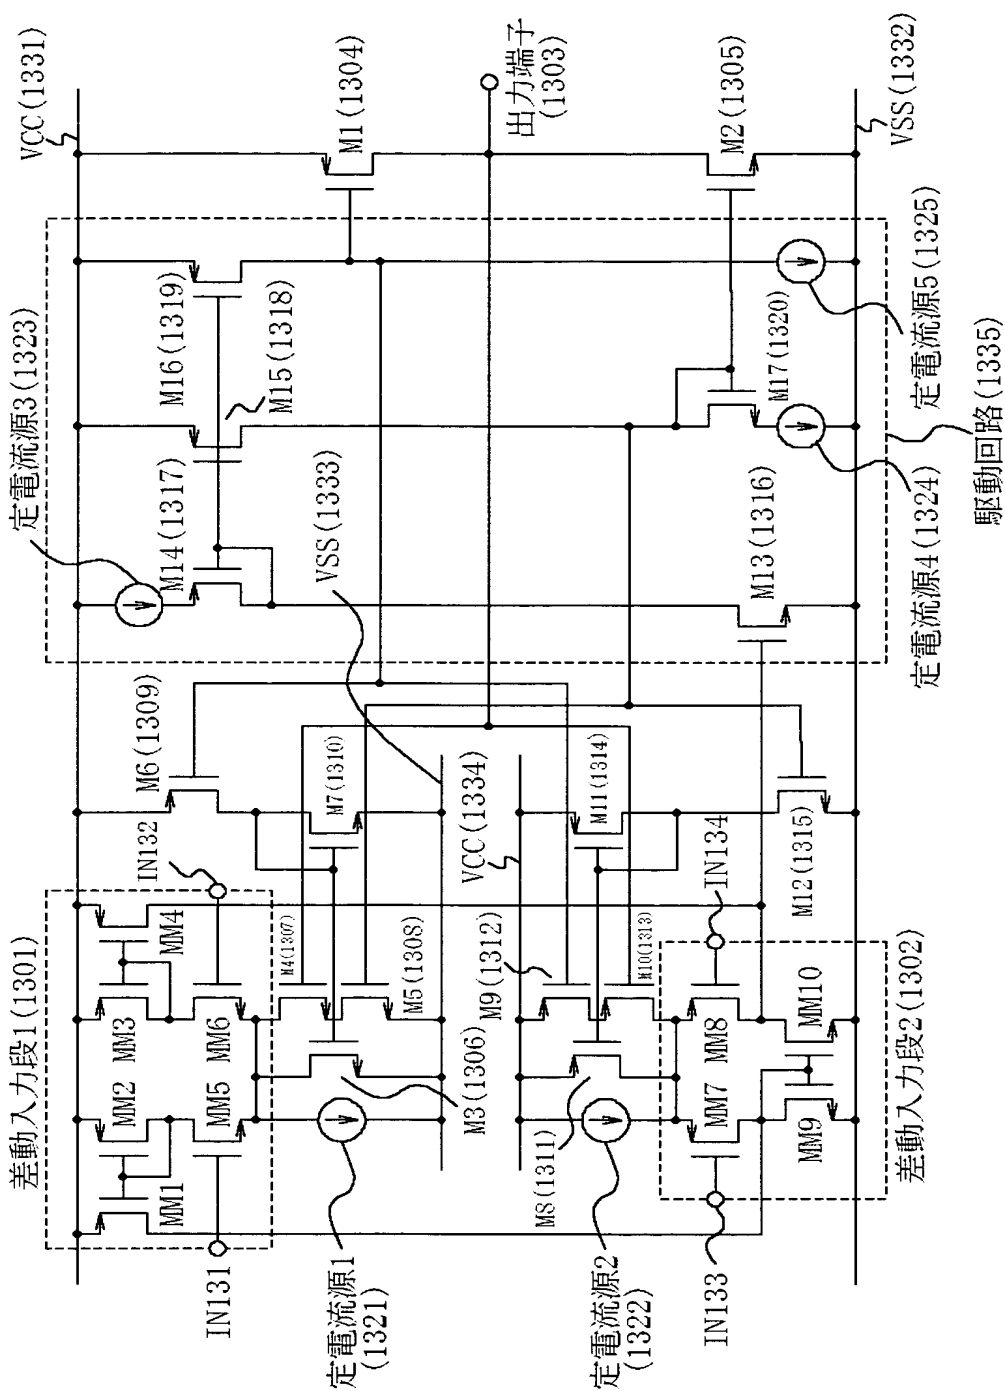 差動入力段1(1301)
MM1
MM2
MM3
MM4
MM5
MM6
IN131
IN132
定電流源1
(1321)
M3(1306)
M4(1307)
M5(1308)
M6(1309)
M7(1310)
VSS(1333)
VCC(1334)
定電流源2
(1322)
M8(1311)
M9(1312)
M10(1313)
M11(1314)
M12(1315)
IN133
IN134
MM7
MM8
MM9
MM10
差動入力段2(1302)
定電流源3(1323)
M14(1317)
M15(1318)
M16(1319)
M13(1316)
M17(1320)
定電流源4(1324)
定電流源5(1325)
駆動回路(1335)
VCC(1331)
M1(1304)
出力端子
(1303)
M2(1305)
VSS(1332)